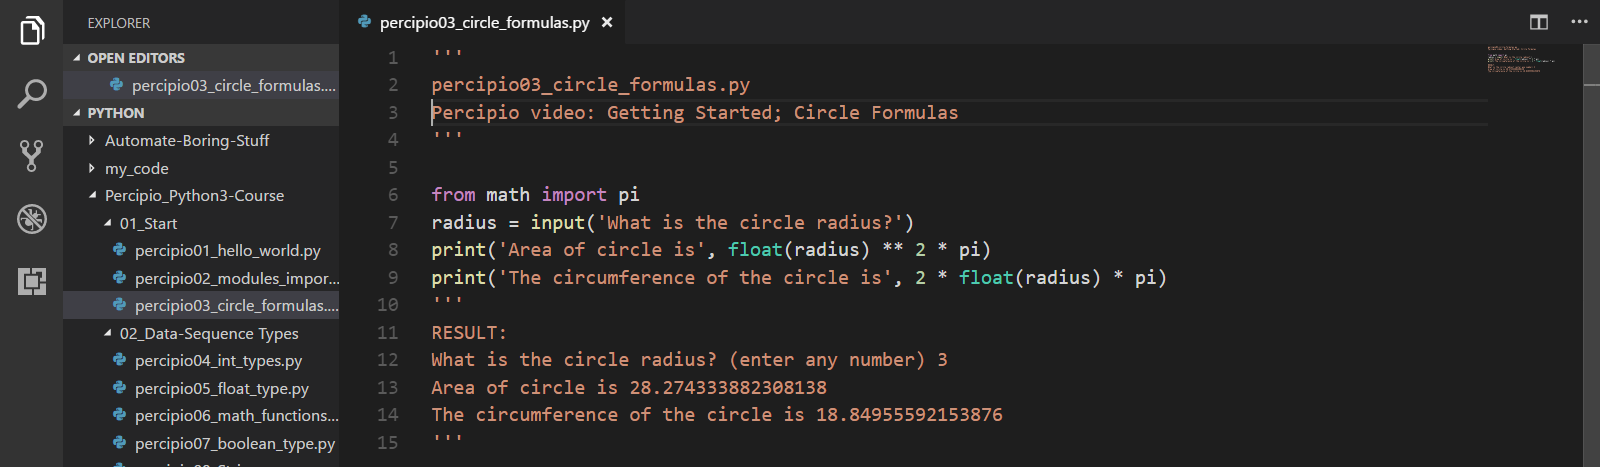 EXPLORER
OPEN EDITORS
percipio03_circle_formulas....
PYTHON
Automate-Boring-Stuff
my_code
Percipio_Python3-Course
01_Start
percipio01_hello_world.py
percipio02_modules_impor...
percipio03_circle_formulas....
02_Data-Sequence Types
percipio04_int_types.py
percipio05_float_type.py
percipio06_math_functions...
percipio07_boolean_type.py
percipio03_circle_formulas.py ×
1 '''
2 percipio03_circle_formulas.py
3 Percipio video: Getting Started; Circle Formulas
4 '''
5
6 from math import pi
7 radius = input('What is the circle radius?')
8 print('Area of circle is', float(radius) ** 2 * pi)
9 print('The circumference of the circle is', 2 * float(radius) * pi)
10 '''
11 RESULT:
12 What is the circle radius? (enter any number) 3
13 Area of circle is 28.274333882308138
14 The circumference of the circle is 18.84955592153876
15 '''